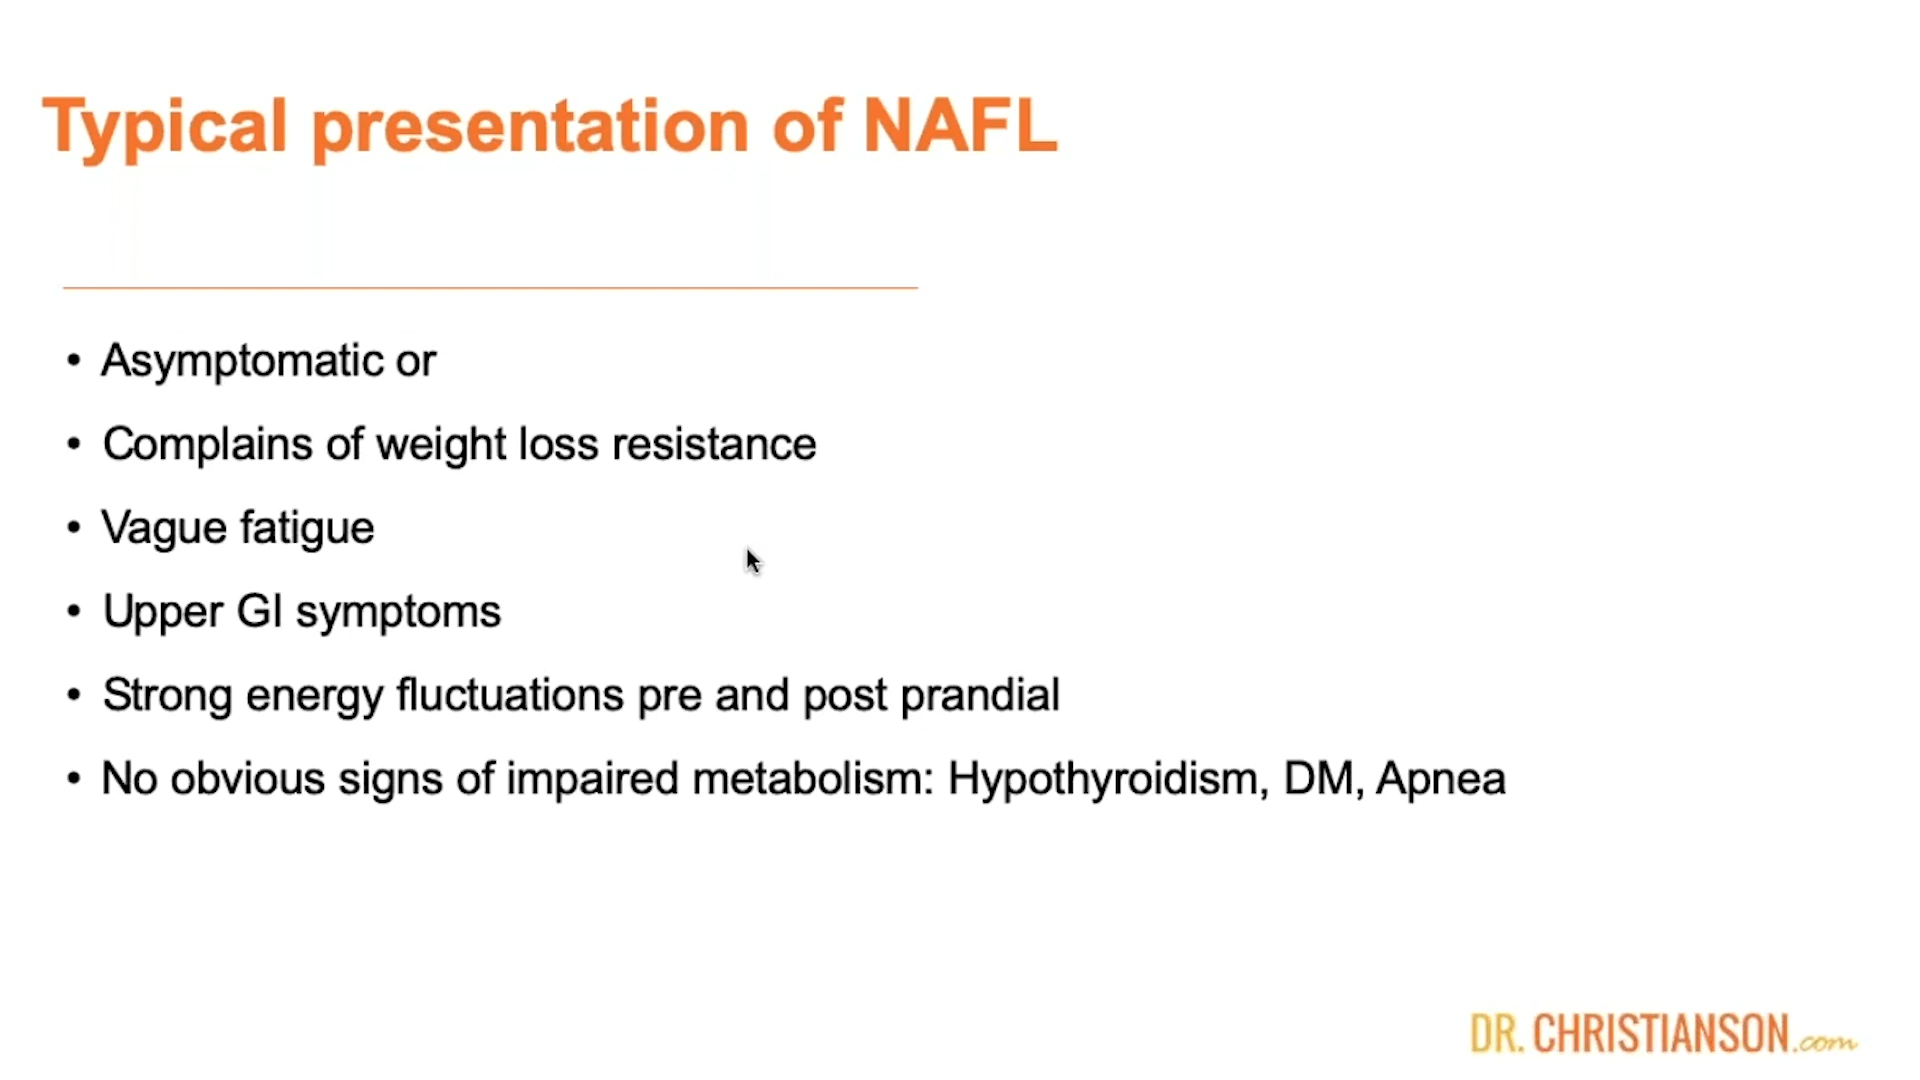 Typical presentation of NAFL
• Asymptomatic or
• Complains of weight loss resistance
• Vague fatigue
• Upper GI symptoms
• Strong energy fluctuations pre and post prandial
• No obvious signs of impaired metabolism: Hypothyroidism, DM, Apnea
DR. CHRISTIANSON.com